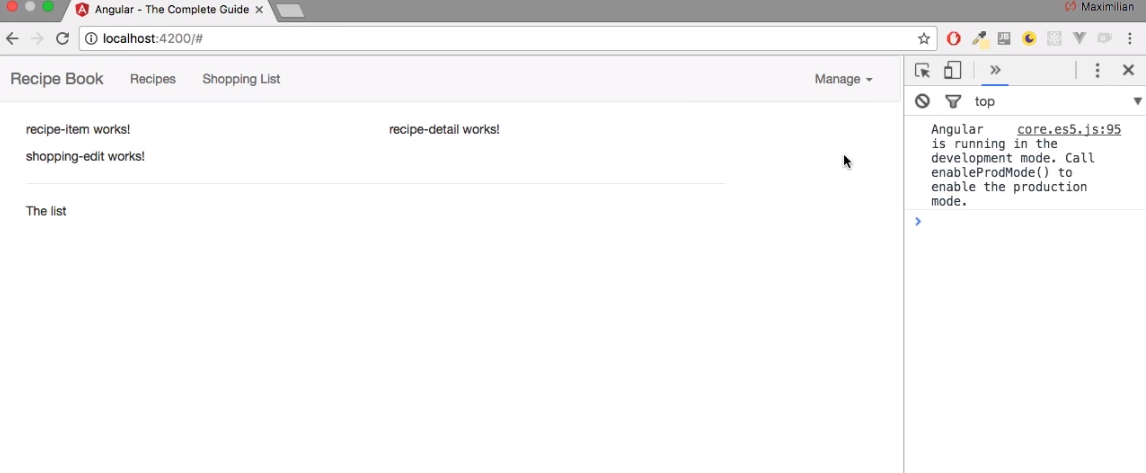 Angular - The Complete Guide
Maximilian
localhost:4200/#
Recipe Book Recipes Shopping List Manage
top
recipe-item works! recipe-detail works!
shopping-edit works!
The list
Angular core.es5.js:95
is running in the
development mode. Call
enableProdMode() to
enable the production
mode.